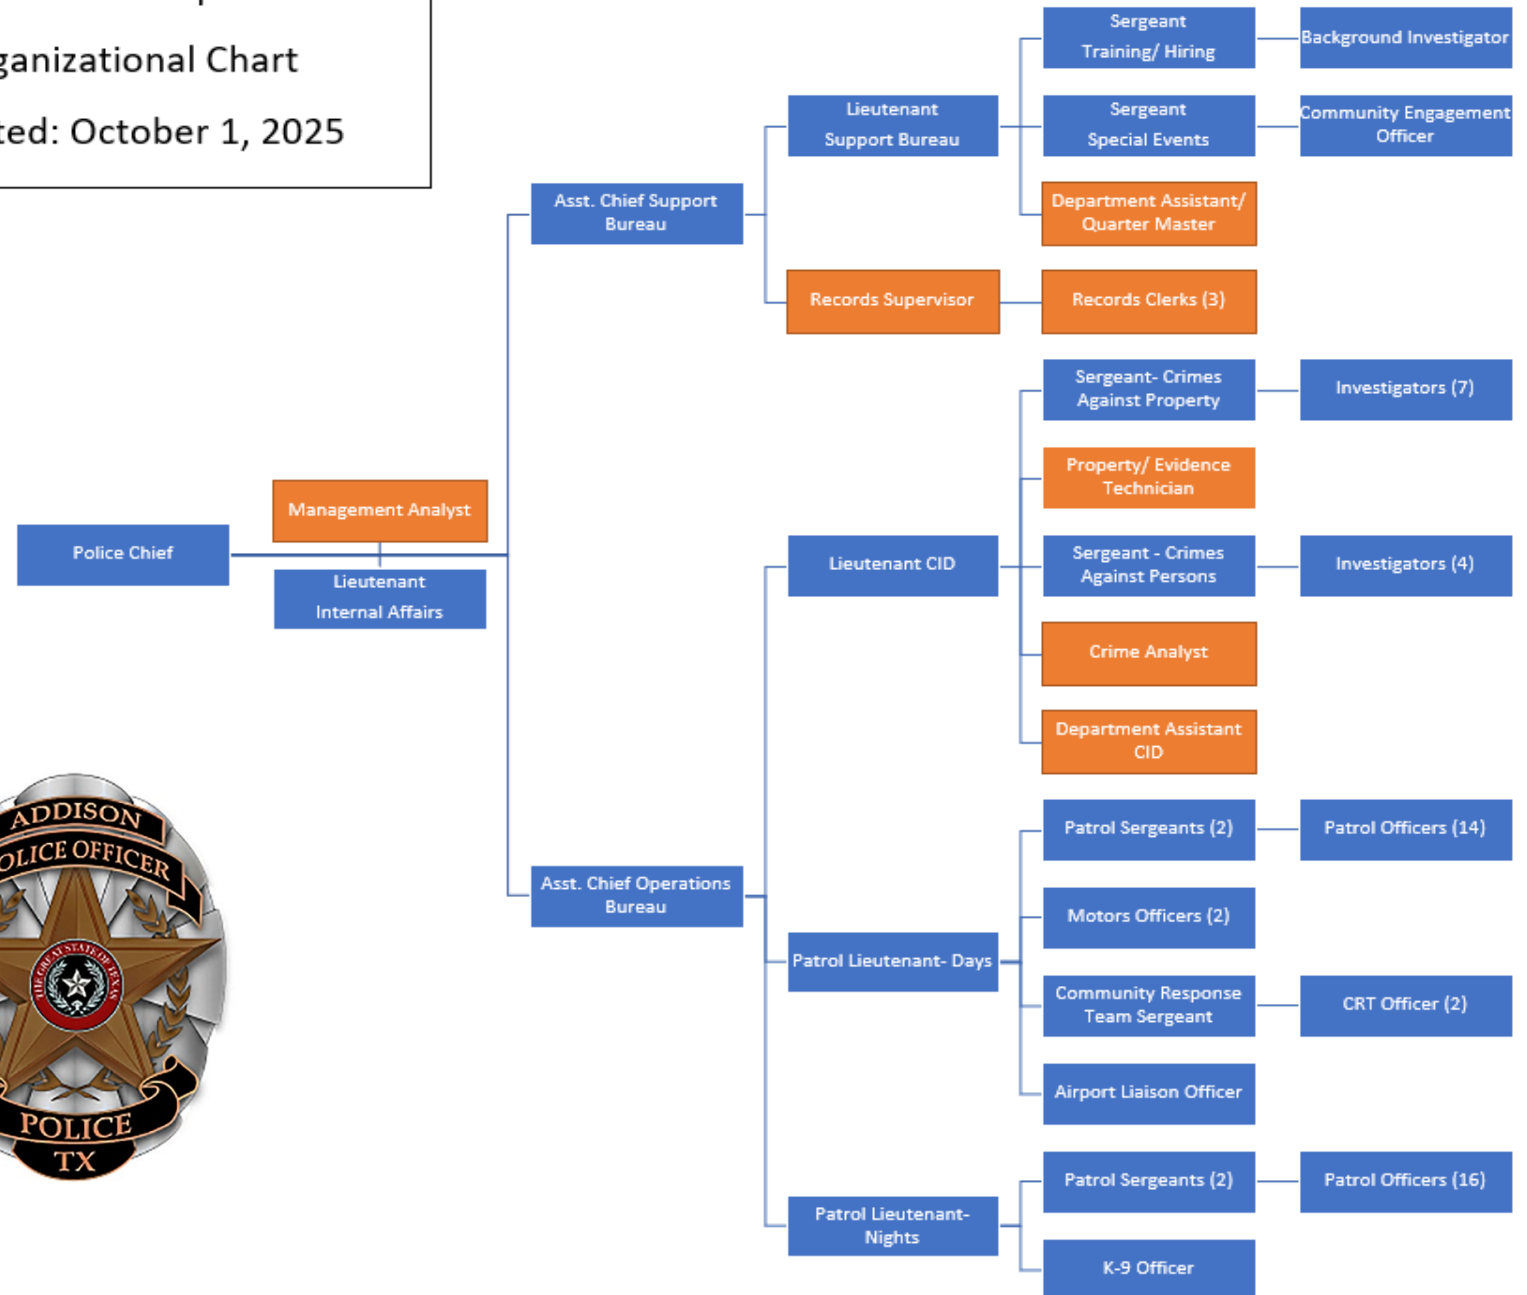 ganizational Chart
ted: October 1, 2025
Sergeant
Training/ Hiring
Background Investigator
Lieutenant
Support Bureau
Sergeant
Special Events
Community Engagement
Officer
Asst. Chief Support
Bureau
Department Assistant/
Quarter Master
Records Supervisor
Records Clerks (3)
Sergeant- Crimes
Against Property
Investigators (7)
Property/ Evidence
Technician
Management Analyst
Police Chief
Lieutenant
Internal Affairs
Lieutenant CID
Sergeant - Crimes
Against Persons
Investigators (4)
Crime Analyst
Department Assistant
CID
Patrol Sergeants (2)
Patrol Officers (14)
Asst. Chief Operations
Bureau
Motors Officers (2)
Patrol Lieutenant- Days
Community Response
Team Sergeant
CRT Officer (2)
Airport Liaison Officer
Patrol Sergeants (2)
Patrol Officers (16)
Patrol Lieutenant-
Nights
K-9 Officer
ADDISON
OLICE OFFICER
THE GREAT STATE OF TEXAS
POLICE
TX